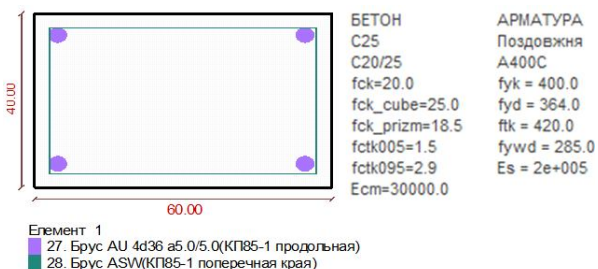 40.00
60.00
БЕТОН
C25
C20/25
fck=20.0
fck_cube=25.0
fck_prizm=18.5
fctk005=1.5
fctk095=2.9
Ecm=30000.0
АРМАТУРА
Поздовжня
A400C
fyk = 400.0
fyd = 364.0
ftk = 420.0
fywd = 285.0
Es = 2e+005
Елемент 1
27. Брус AU 4d36 a5.0/5.0(КП85-1 продольная)
28. Брус ASW(КП85-1 поперечная края)